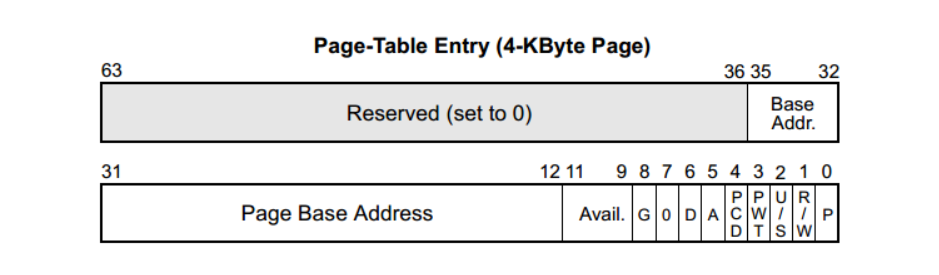 Page-Table Entry (4-KByte Page)
63 36 35 32
Reserved (set to 0) Base
Addr.
31 12 11 9 8 7 6 5 4 3 2 1 0
Page Base Address Avail. G 0 D A PCD PWT U/S R/W P